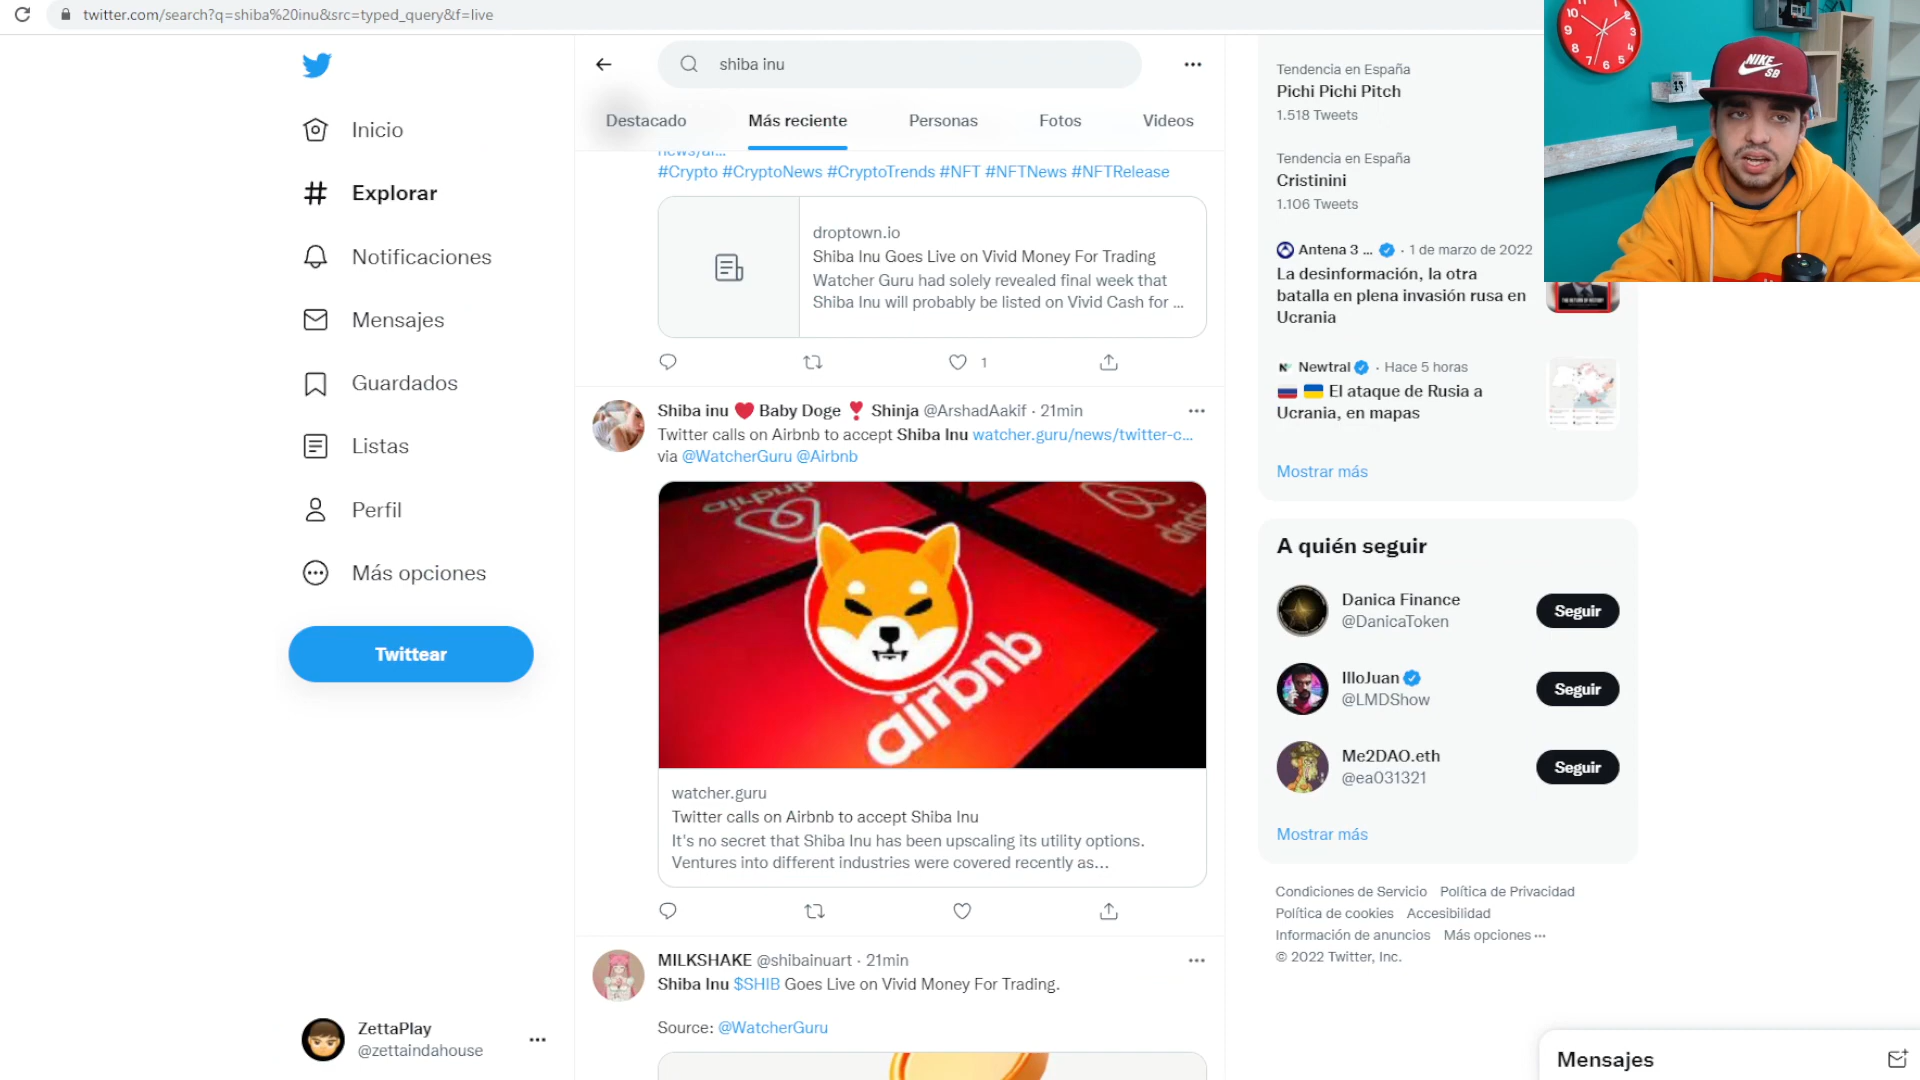 twitter.com/search?q=shiba%20inu&src=typed_query&f=live
Inicio
Explorar
Notificaciones
Mensajes
Guardados
Listas
Perfil
Más opciones
Twittear
ZettaPlay
@zettaindahouse
shiba inu
Destacado
Más reciente
Personas
Fotos
Videos
#Crypto #CryptoNews #CryptoTrends #NFT #NFTNews #NFTRelease
droptown.io
Shiba Inu Goes Live on Vivid Money For Trading
Watcher Guru had solely revealed final week that
Shiba Inu will probably be listed on Vivid Cash for ...
1
Shiba inu ❤️ Baby Doge ❣️ Shinja @ArshadAakif · 21min
Twitter calls on Airbnb to accept Shiba Inu watcher.guru/news/twitter-c...
via @WatcherGuru @Airbnb
airbnb
watcher.guru
Twitter calls on Airbnb to accept Shiba Inu
It's no secret that Shiba Inu has been upscaling its utility options.
Ventures into different industries were covered recently as...
MILKSHAKE @shibainuart · 21min
Shiba Inu $SHIB Goes Live on Vivid Money For Trading.
Source: @WatcherGuru
Tendencia en España
Pichi Pichi Pitch
1.518 Tweets
Tendencia en España
Cristinini
1.106 Tweets
Antena 3 ... · 1 de marzo de 2022
La desinformación, la otra
batalla en plena invasión rusa en
Ucrania
Newtral · Hace 5 horas
🇷🇺 🇺🇦 El ataque de Rusia a
Ucrania, en mapas
Mostrar más
A quién seguir
Danica Finance
@DanicaToken
Seguir
IlloJuan
@LMDShow
Seguir
Me2DAO.eth
@ea031321
Seguir
Mostrar más
Condiciones de Servicio Política de Privacidad
Política de cookies Accesibilidad
Información de anuncios Más opciones ···
© 2022 Twitter, Inc.
Mensajes
NIKE
SB
10 2 9 3 8 7 6 5